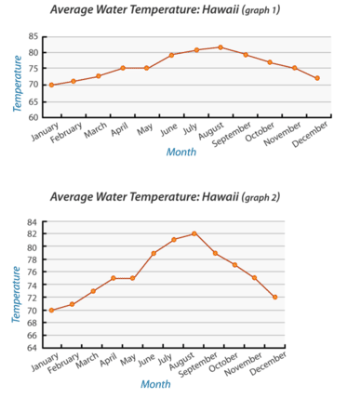 Average Water Temperature: Hawaii (graph 1)
85
80
75
70
65
60
Temperature
January
February
March
April
May
June
July
August
September
October
November
December
Month
Average Water Temperature: Hawaii (graph 2)
84
82
80
78
76
74
72
70
68
66
64
Temperature
January
February
March
April
May
June
July
August
September
October
November
December
Month